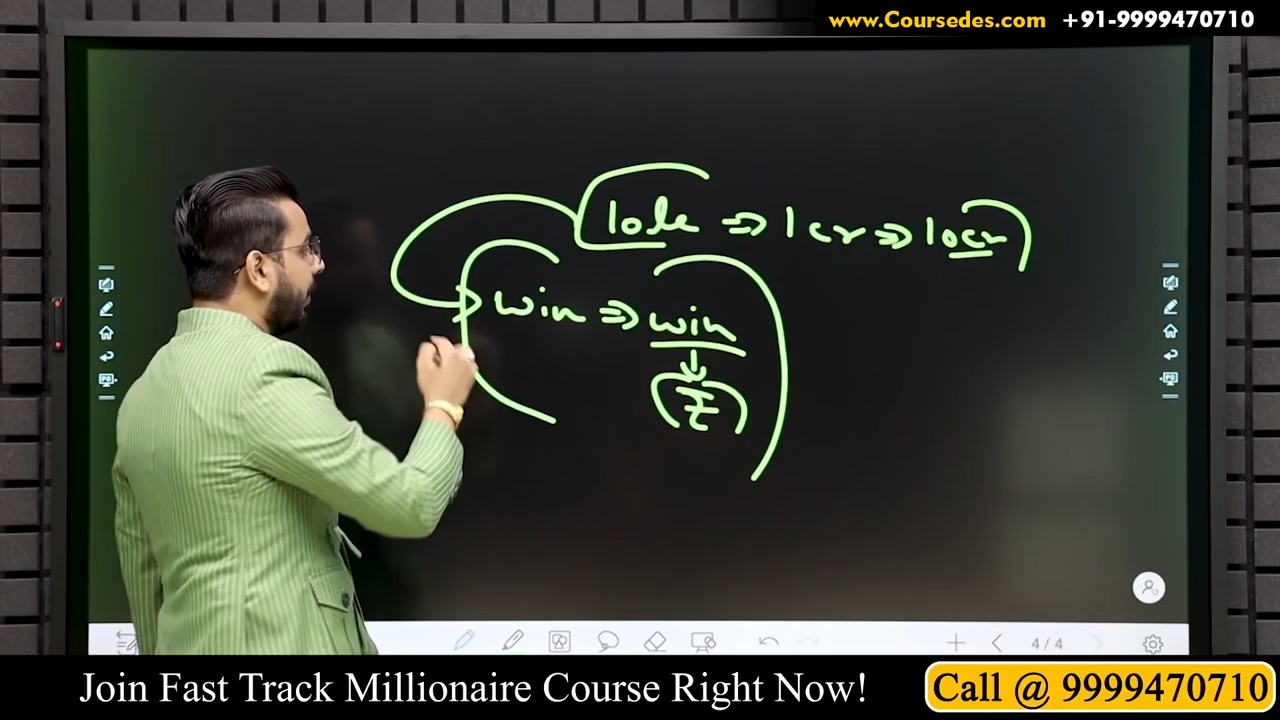 www.Coursedes.com +91-9999470710
10lk ⇒ 1cr ⇒ 10cr
win ⇒ win
↓
4 / 4
Join Fast Track Millionaire Course Right Now!
Call @ 9999470710